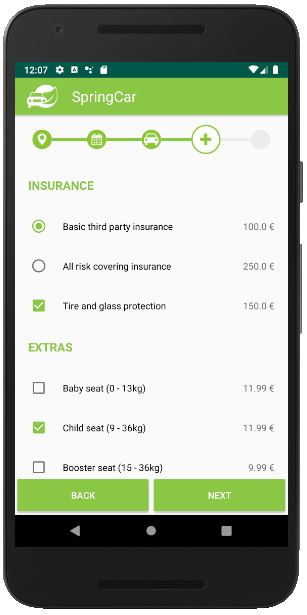 12:07
SpringCar
INSURANCE
Basic third party insurance 100.0 €
All risk covering insurance 250.0 €
Tire and glass protection 150.0 €
EXTRAS
Baby seat (0 - 13kg) 11.99 €
Child seat (9 - 36kg) 11.99 €
Booster seat (15 - 36kg) 9.99 €
BACK NEXT